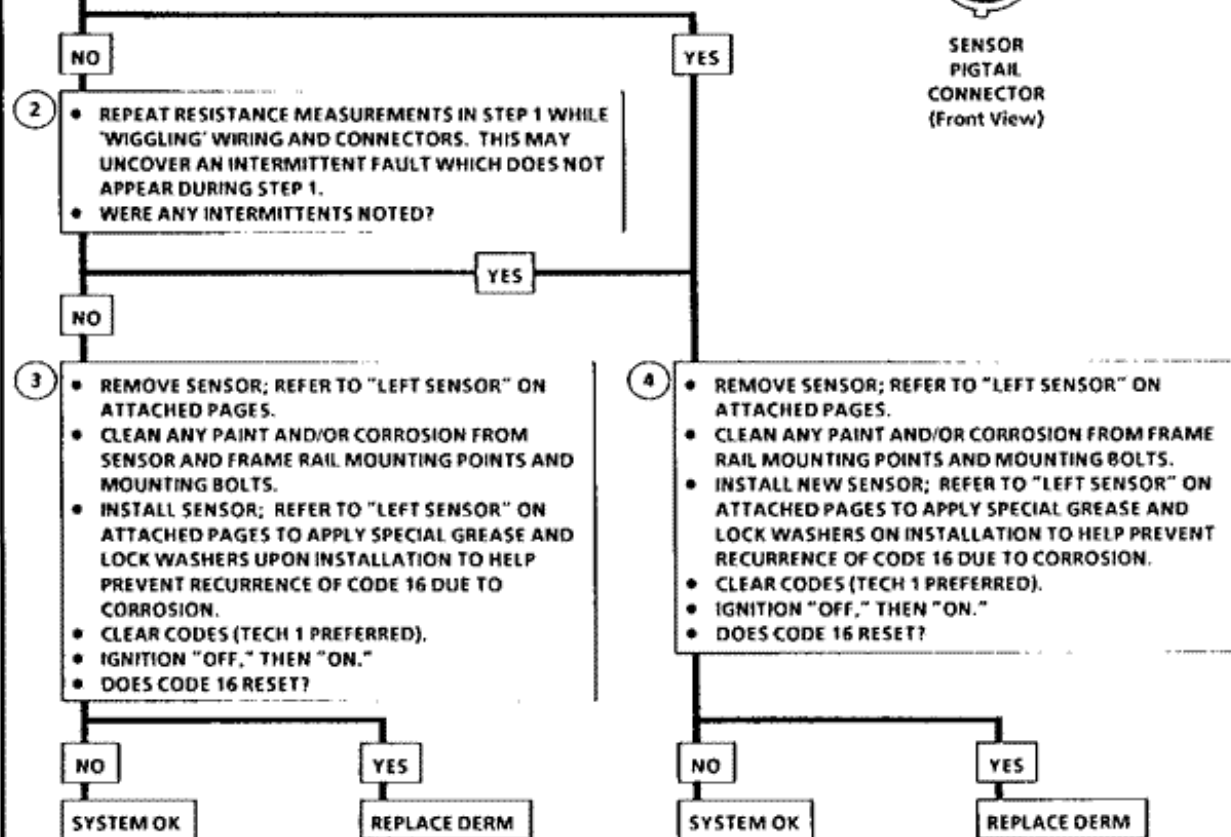 NO
YES
SENSOR
PIGTAIL
CONNECTOR
(Front View)
2
• REPEAT RESISTANCE MEASUREMENTS IN STEP 1 WHILE
'WIGGLING' WIRING AND CONNECTORS. THIS MAY
UNCOVER AN INTERMITTENT FAULT WHICH DOES NOT
APPEAR DURING STEP 1.
• WERE ANY INTERMITTENTS NOTED?
YES
NO
3
• REMOVE SENSOR; REFER TO "LEFT SENSOR" ON
ATTACHED PAGES.
• CLEAN ANY PAINT AND/OR CORROSION FROM
SENSOR AND FRAME RAIL MOUNTING POINTS AND
MOUNTING BOLTS.
• INSTALL SENSOR; REFER TO "LEFT SENSOR" ON
ATTACHED PAGES TO APPLY SPECIAL GREASE AND
LOCK WASHERS UPON INSTALLATION TO HELP
PREVENT RECURRENCE OF CODE 16 DUE TO
CORROSION.
• CLEAR CODES (TECH 1 PREFERRED).
• IGNITION "OFF," THEN "ON."
• DOES CODE 16 RESET?
4
• REMOVE SENSOR; REFER TO "LEFT SENSOR" ON
ATTACHED PAGES.
• CLEAN ANY PAINT AND/OR CORROSION FROM FRAME
RAIL MOUNTING POINTS AND MOUNTING BOLTS.
• INSTALL NEW SENSOR; REFER TO "LEFT SENSOR" ON
ATTACHED PAGES TO APPLY SPECIAL GREASE AND
LOCK WASHERS ON INSTALLATION TO HELP PREVENT
RECURRENCE OF CODE 16 DUE TO CORROSION.
• CLEAR CODES (TECH 1 PREFERRED).
• IGNITION "OFF," THEN "ON."
• DOES CODE 16 RESET?
NO
YES
NO
YES
SYSTEM OK
REPLACE DERM
SYSTEM OK
REPLACE DERM